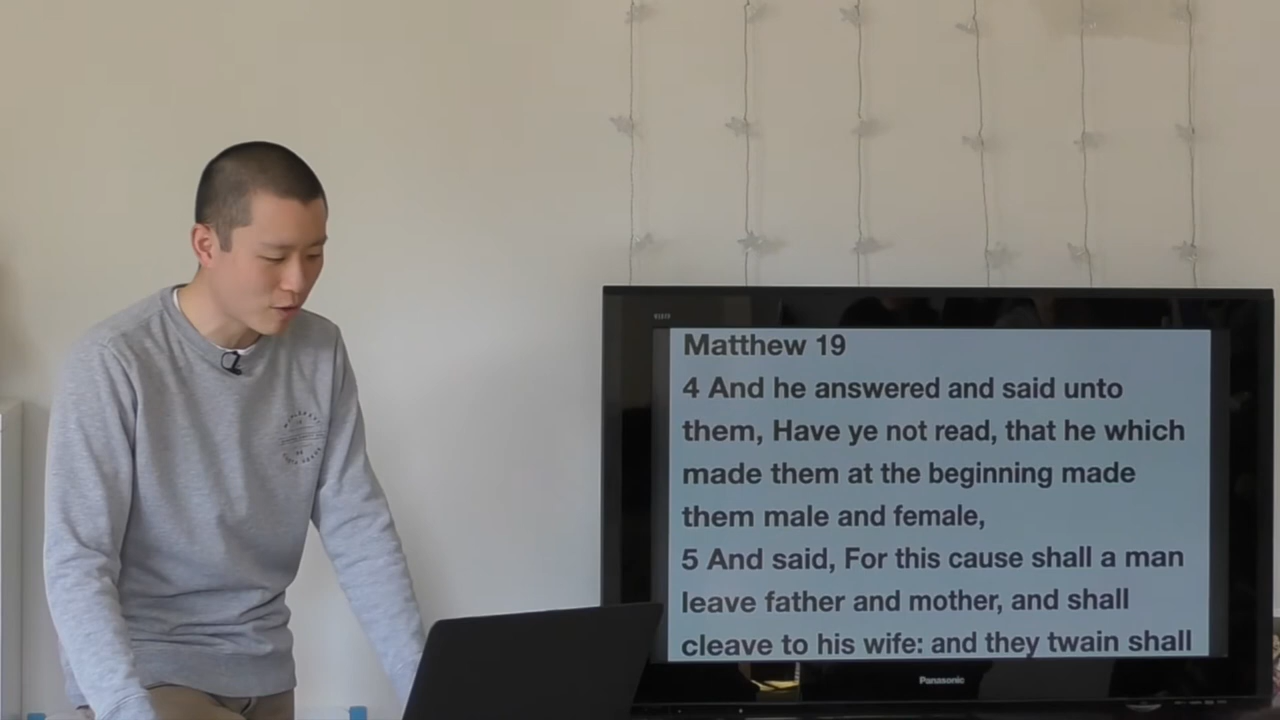 Matthew 19
4 And he answered and said unto
them, Have ye not read, that he which
made them at the beginning made
them male and female,
5 And said, For this cause shall a man
leave father and mother, and shall
cleave to his wife: and they twain shall
Panasonic